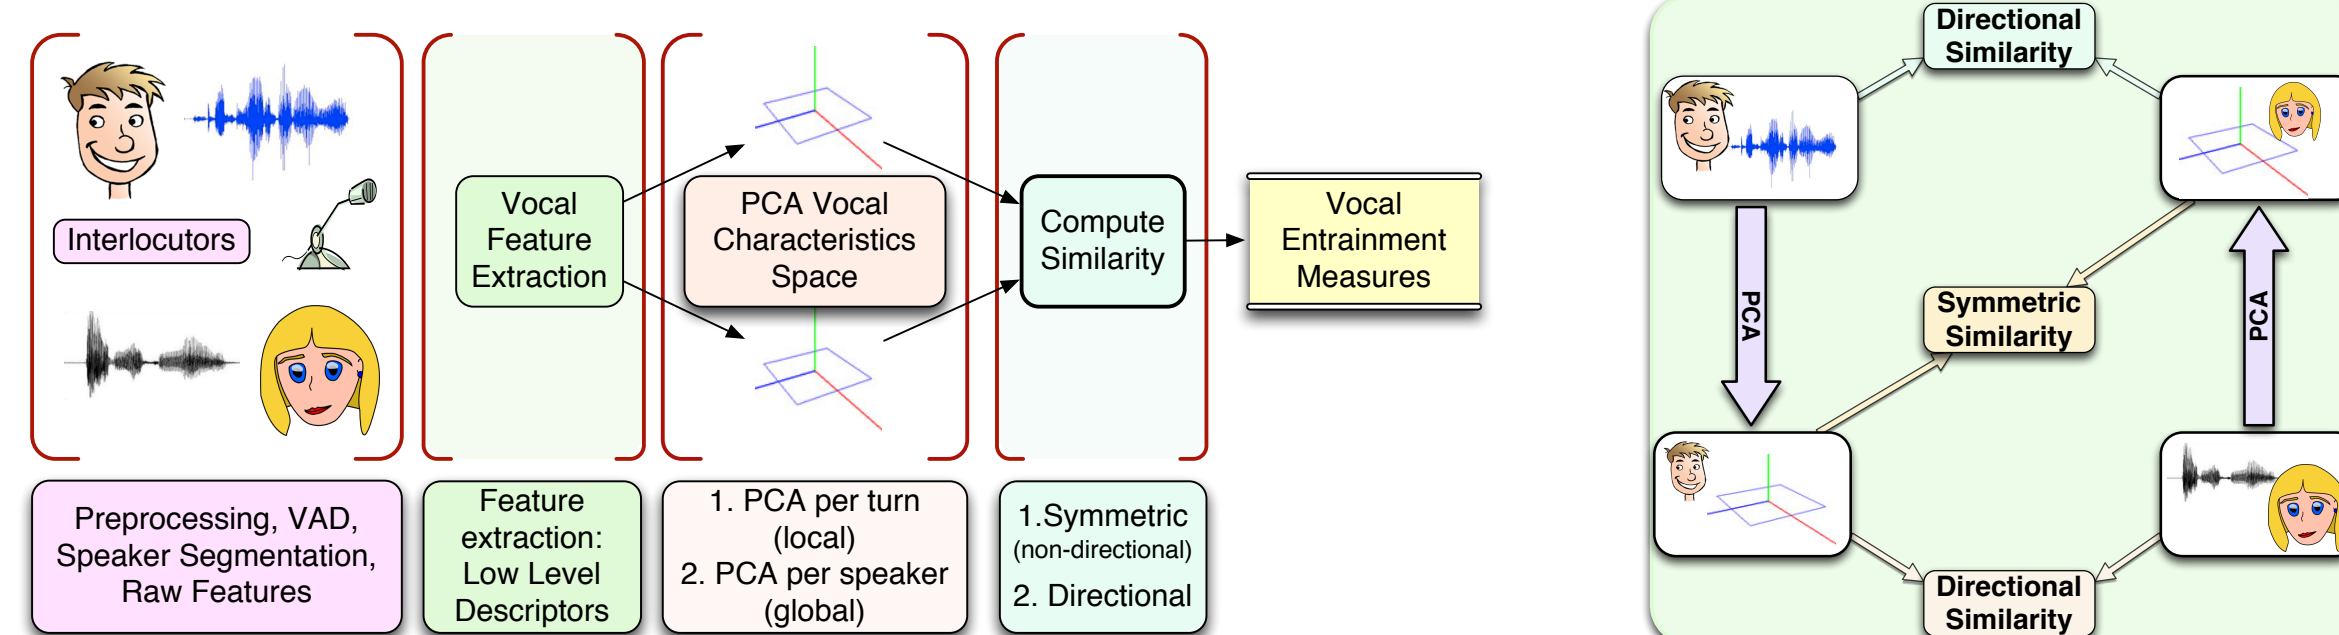 Interlocutors
Vocal
Feature
Extraction
PCA Vocal
Characteristics
Space
Compute
Similarity
Vocal
Entrainment
Measures
Preprocessing, VAD,
Speaker Segmentation,
Raw Features
Feature
extraction:
Low Level
Descriptors
1. PCA per turn
(local)
2. PCA per speaker
(global)
1.Symmetric
(non-directional)
2. Directional
Directional
Similarity
PCA
Symmetric
Similarity
PCA
Directional
Similarity